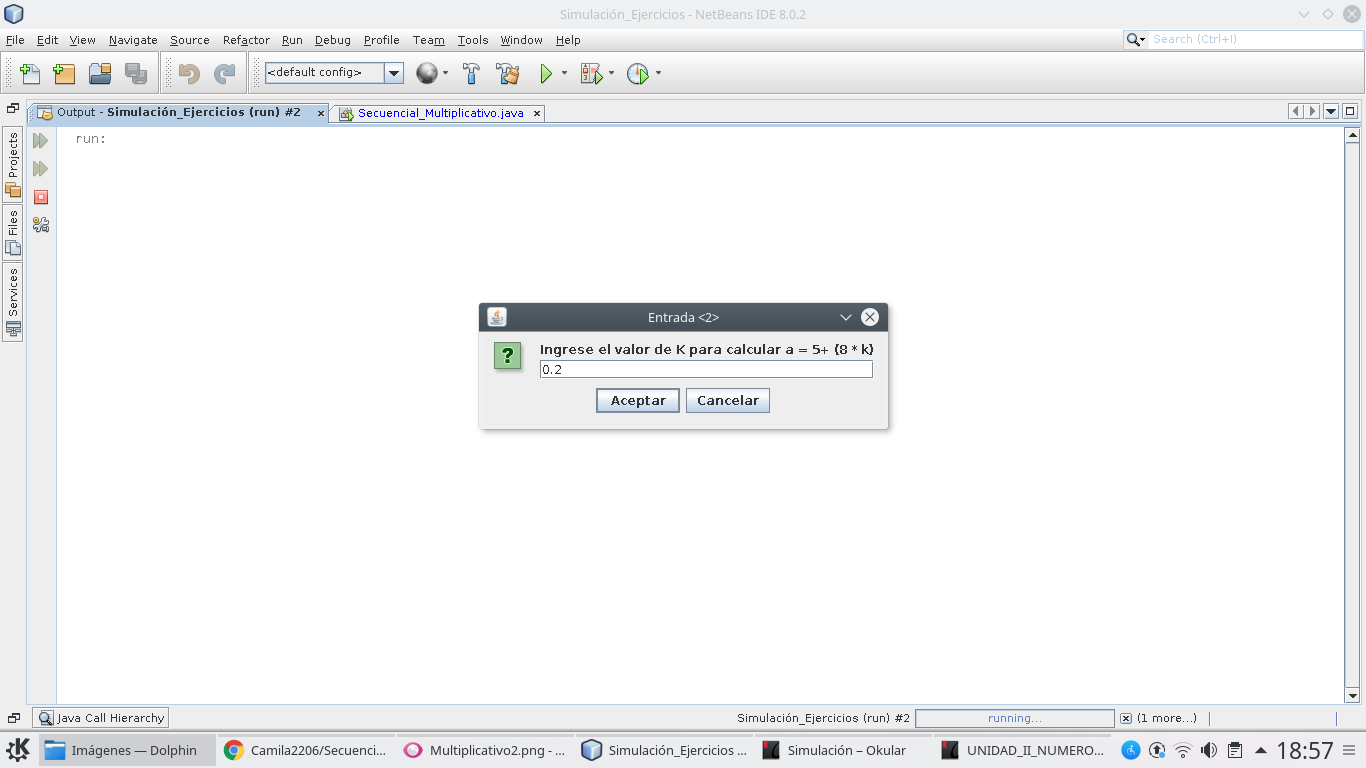 Simulación_Ejercicios - NetBeans IDE 8.0.2
File Edit View Navigate Source Refactor Run Debug Profile Team Tools Window Help
Search (Ctrl+I)
<default config>
Output - Simulación_Ejercicios (run) #2
Secuencial_Multiplicativo.java
run:
Projects
Files
Services
Entrada <2>
Ingrese el valor de K para calcular a = 5+ (8 * k)
0.2
Aceptar Cancelar
Java Call Hierarchy
Simulación_Ejercicios (run) #2 running... (1 more...)
Imágenes — Dolphin Camila2206/Secuenci... Multiplicativo2.png - ... Simulación_Ejercicios ... Simulación – Okular UNIDAD_II_NUMERO... 18:57